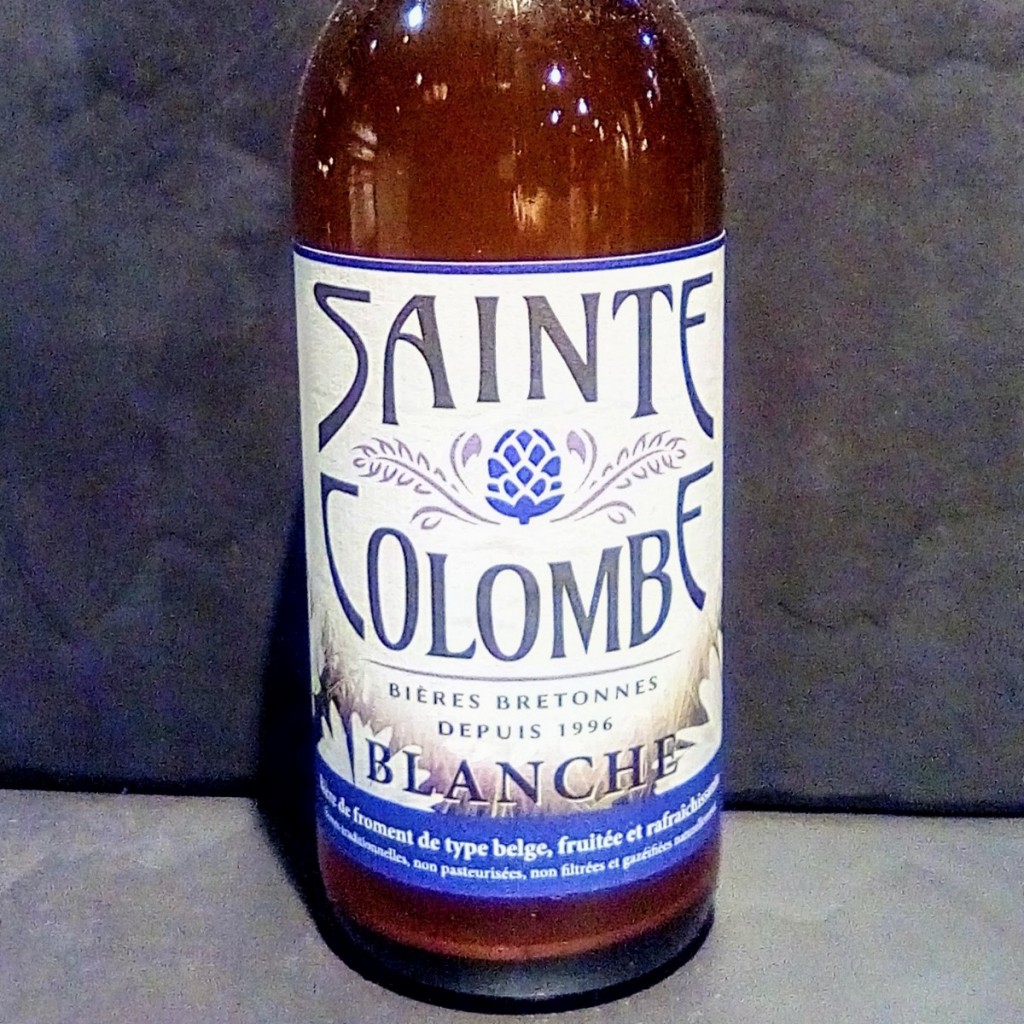 SAINTE
COLOMBE
BIÈRES BRETONNES
DEPUIS 1996
BLANCHE
de froment de type belge, fruitée et rafraîchissante
traditionnelles, non pasteurisées, non filtrées et gazéifiées